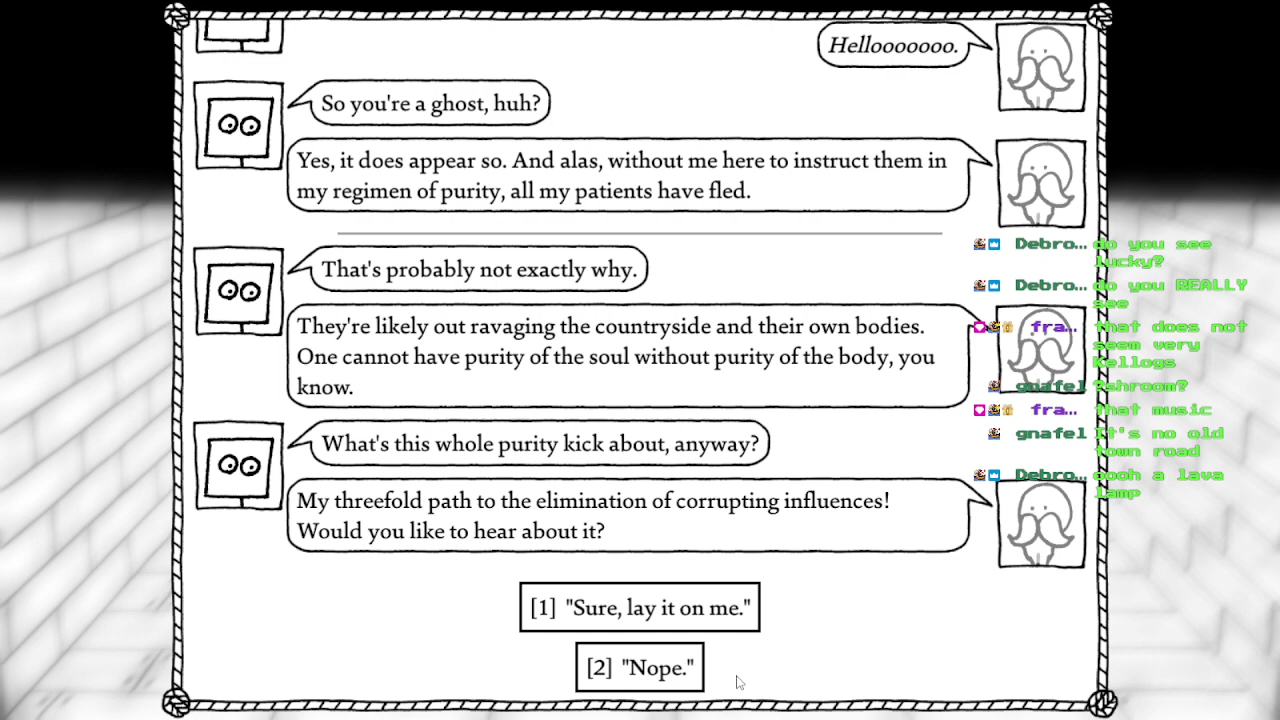 Hellooooooo.
So you're a ghost, huh?
Yes, it does appear so. And alas, without me here to instruct them in
my regimen of purity, all my patients have fled.
That's probably not exactly why.
They're likely out ravaging the countryside and their own bodies.
One cannot have purity of the soul without purity of the body, you
know.
What's this whole purity kick about, anyway?
My threefold path to the elimination of corrupting influences!
Would you like to hear about it?
[1] "Sure, lay it on me."
[2] "Nope."
Debro... do you see
lucky?
Debro... do you REALLY
see
fra... that does not
seem very
Kellogs
gnafel ?shroom?
fra... that music
gnafel It's no old
town road
Debro... oooh a lava
lamp